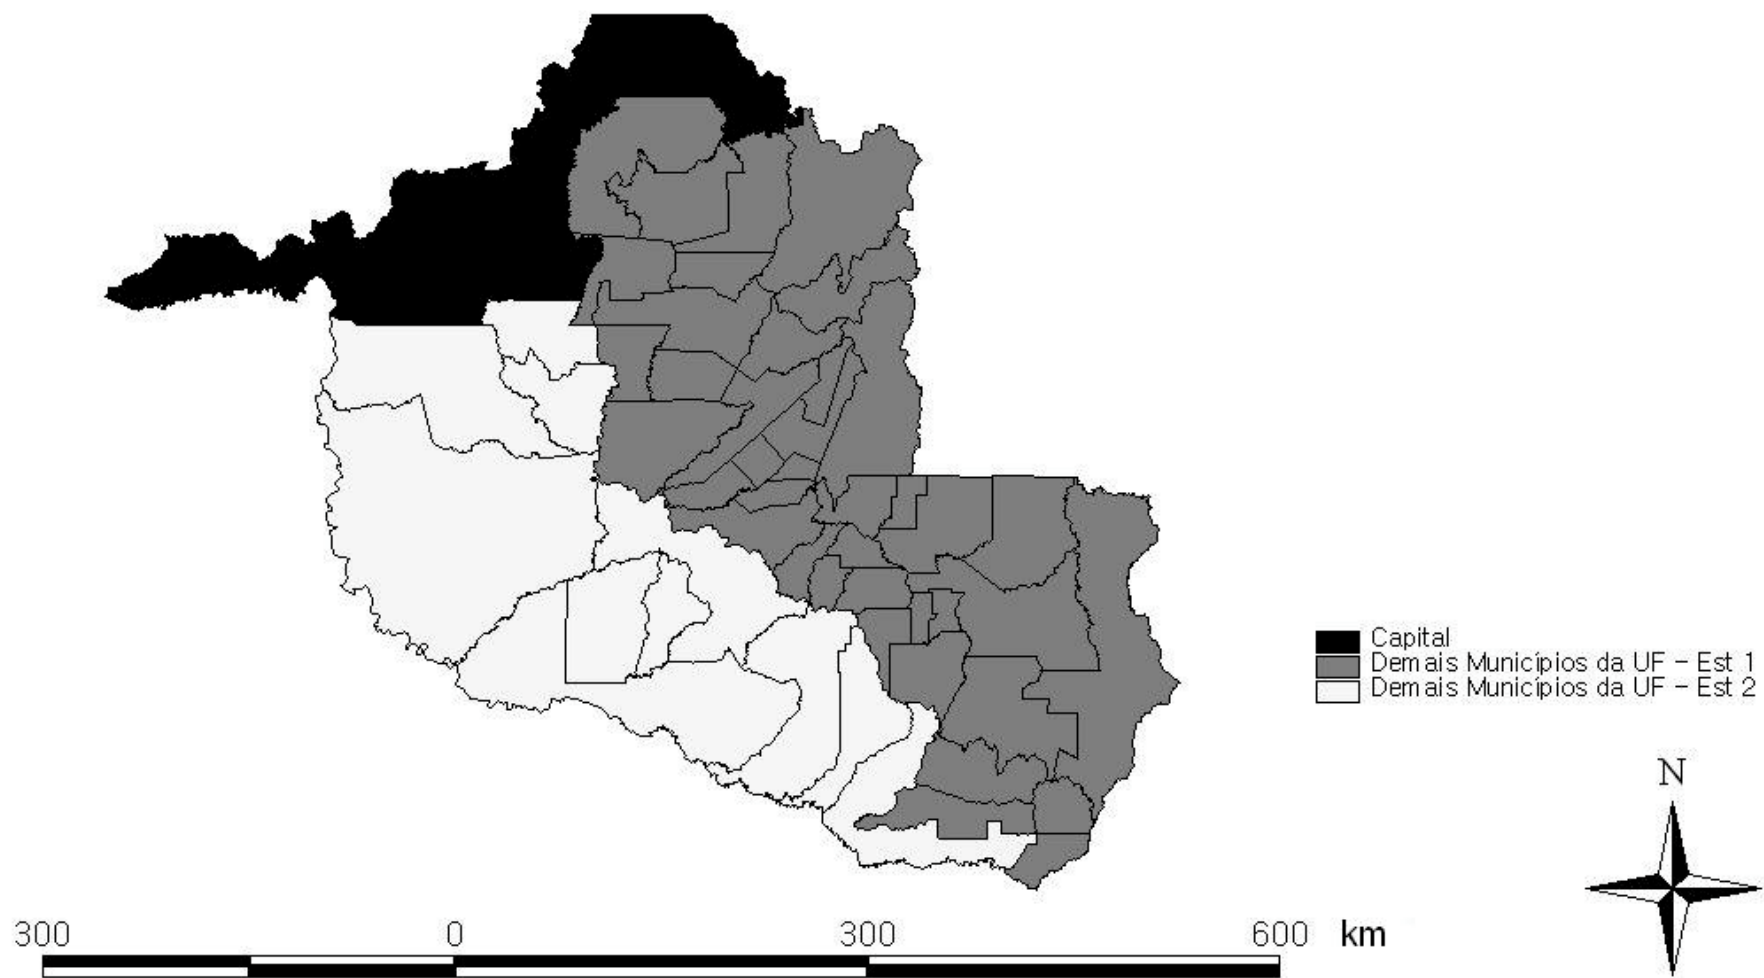 Capital
Demais Municípios da UF – Est 1
Demais Municípios da UF – Est 2
N
300 0 300 600 km